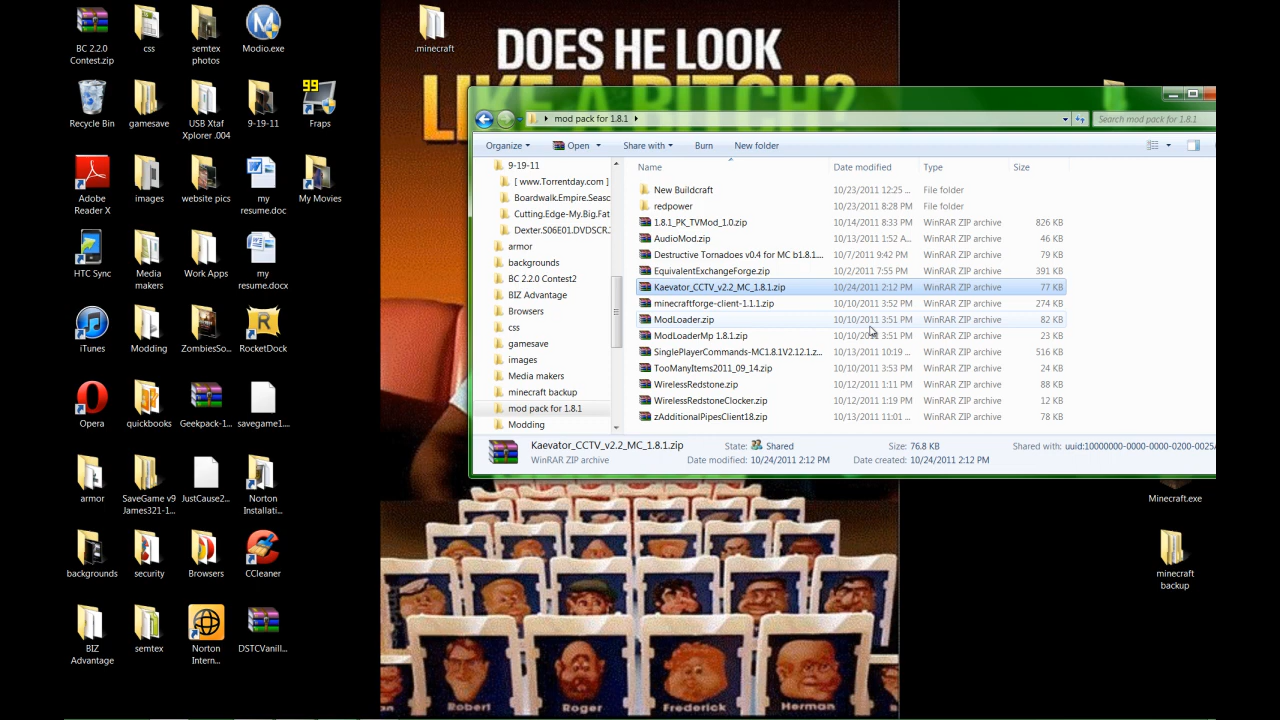 BC 2.2.0
Contest.zip
css
semtex
photos
Modio.exe
Recycle Bin
gamesave
USB Xtaf
Xplorer .004
9-19-11
99
Fraps
Adobe
Reader X
images
website pics
my
resume.doc
My Movies
HTC Sync
Media
makers
Work Apps
my
resume.docx
iTunes
Modding
ZombiesSo...
RocketDock
Opera
quickbooks
Geekpack-1...
savegame1....
armor
SaveGame v9
James321-1...
JustCause2...
Norton
Installati...
backgrounds
security
Browsers
CCleaner
BIZ
Advantage
semtex
Norton
Intern...
DSTCVanill...
.minecraft
DOES HE LOOK
LIKE A BITCH?
mod pack for 1.8.1
Search mod pack for 1.8.1
Organize
Open
Share with
Burn
New folder
9-19-11
[ www.Torrentday.com ]
Boardwalk.Empire.Seasc
Cutting.Edge-My.Big.Fat
Dexter.S06E01.DVDSCR.
armor
backgrounds
BC 2.2.0 Contest2
BIZ Advantage
Browsers
css
gamesave
images
Media makers
minecraft backup
mod pack for 1.8.1
Modding
Name Date modified Type Size
New Buildcraft 10/23/2011 12:25 ... File folder
redpower 10/23/2011 8:28 PM File folder
1.8.1_PK_TVMod_1.0.zip 10/14/2011 8:33 PM WinRAR ZIP archive 826 KB
AudioMod.zip 10/13/2011 1:52 A... WinRAR ZIP archive 46 KB
Destructive Tornadoes v0.4 for MC b1.8.1.... 10/7/2011 9:42 PM WinRAR ZIP archive 79 KB
EquivalentExchangeForge.zip 10/2/2011 7:55 PM WinRAR ZIP archive 391 KB
Kaevator_CCTV_v2.2_MC_1.8.1.zip 10/24/2011 2:12 PM WinRAR ZIP archive 77 KB
minecraftforge-client-1.1.1.zip 10/10/2011 3:52 PM WinRAR ZIP archive 274 KB
ModLoader.zip 10/10/2011 3:51 PM WinRAR ZIP archive 82 KB
ModLoaderMp 1.8.1.zip 10/10/2011 3:51 PM WinRAR ZIP archive 23 KB
SinglePlayerCommands-MC1.8.1V2.12.1.z... 10/13/2011 10:19 ... WinRAR ZIP archive 516 KB
TooManyItems2011_09_14.zip 10/10/2011 3:53 PM WinRAR ZIP archive 24 KB
WirelessRedstone.zip 10/12/2011 1:11 PM WinRAR ZIP archive 88 KB
WirelessRedstoneClocker.zip 10/12/2011 1:19 PM WinRAR ZIP archive 12 KB
zAdditionalPipesClient18.zip 10/13/2011 11:01 ... WinRAR ZIP archive 78 KB
Kaevator_CCTV_v2.2_MC_1.8.1.zip State: Shared Size: 76.8 KB Shared with: uuid:10000000-0000-0000-0200-0025
WinRAR ZIP archive Date modified: 10/24/2011 2:12 PM Date created: 10/24/2011 2:12 PM
Minecraft.exe
minecraft
backup
Robert
Roger
Frederick
Herman